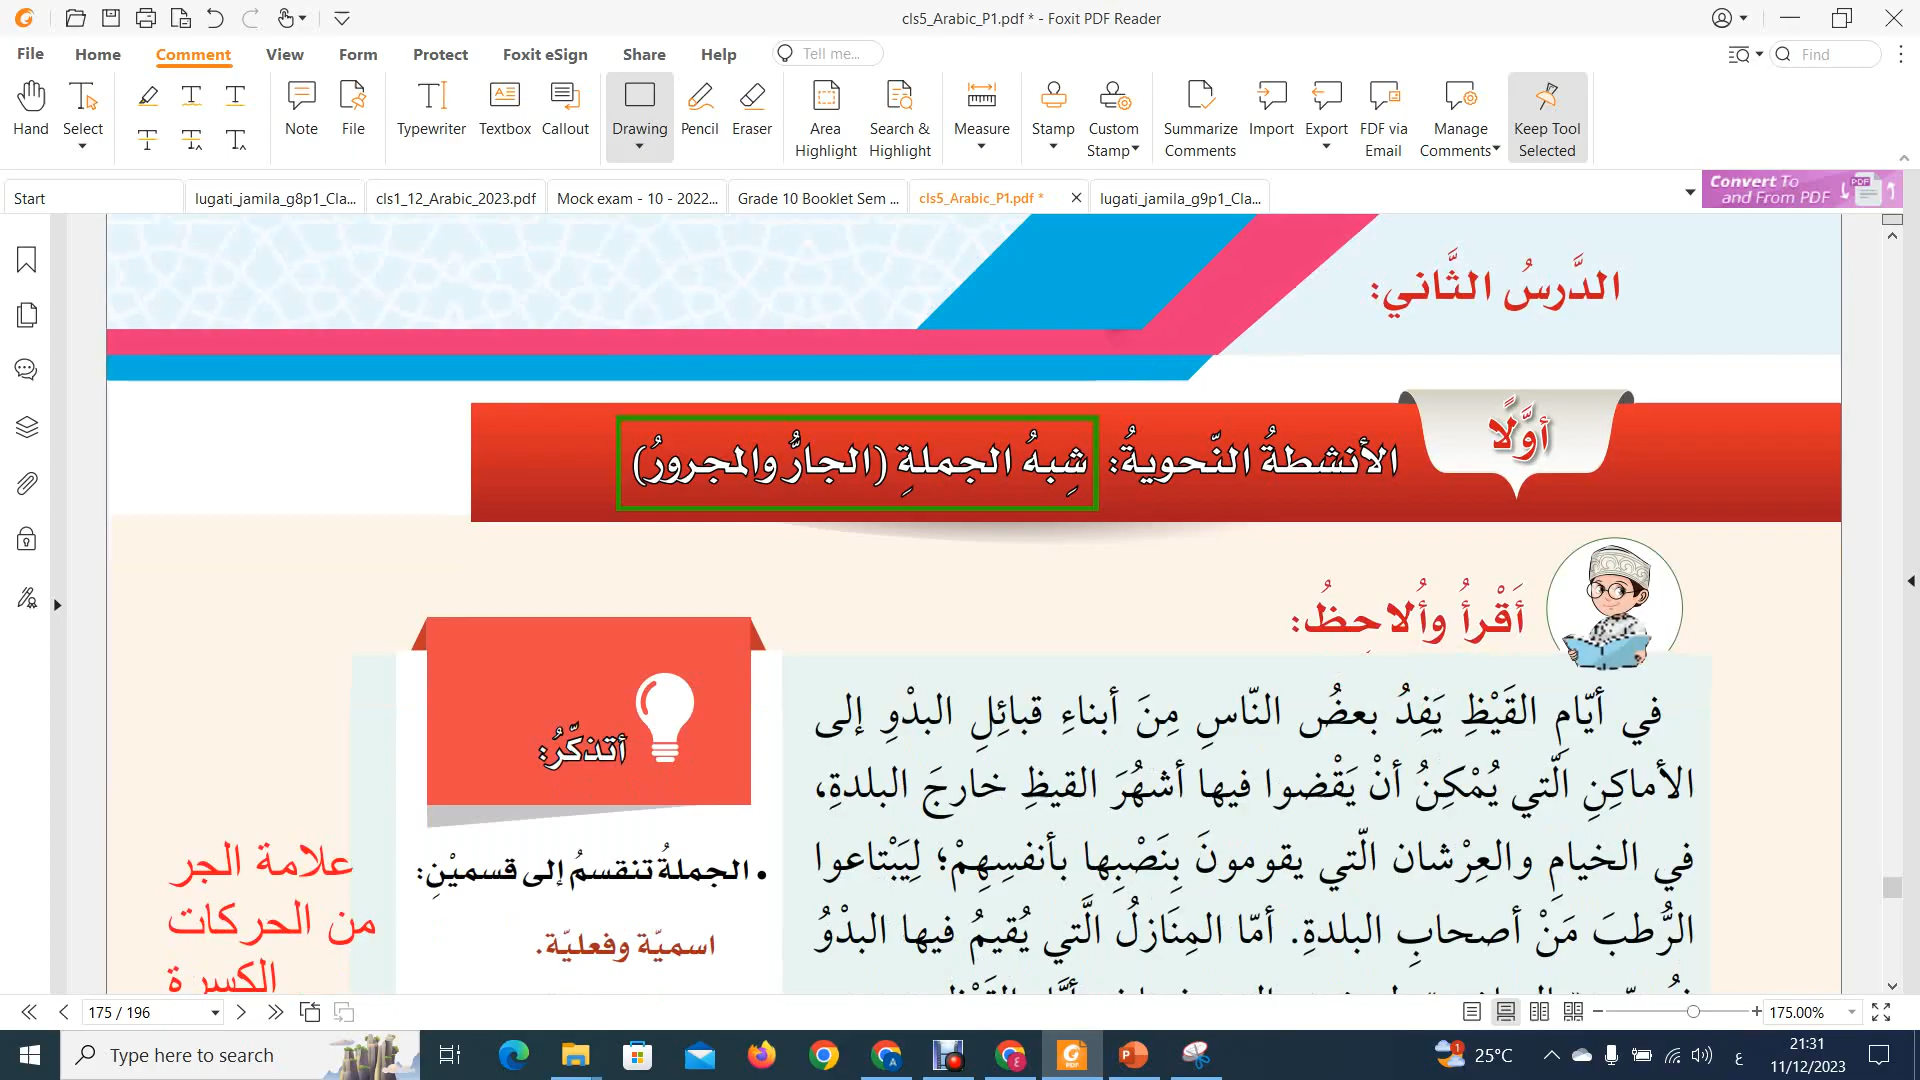 cls5_Arabic_P1.pdf * - Foxit PDF Reader
File Home Comment View Form Protect Foxit eSign Share Help Tell me... Find
Hand Select Note File Typewriter Textbox Callout Drawing Pencil Eraser Area Highlight Search & Highlight Measure Stamp Custom Stamp Summarize Comments Import Export FDF via Email Manage Comments Keep Tool Selected
Start lugati_jamila_g8p1_Cla... cls1_12_Arabic_2023.pdf Mock exam - 10 - 2022... Grade 10 Booklet Sem ... cls5_Arabic_P1.pdf * lugati_jamila_g9p1_Cla...
Convert To and From PDF
PDF
الدَّرسُ الثَّاني:
أوَّلًا
الأنشطةُ النّحويةُ: شِبهُ الجملةِ (الجارُّ والمجرورُ)
أَقْرأُ وأُلاحِظُ:
في أيّامِ القَيْظِ يَفِدُ بعضُ النّاسِ مِنَ أبناءِ قبائِلِ البدْوِ إلى
الأماكِنِ الّتي يُمْكِنُ أنْ يَقْضوا فيها أشهُرَ القيظِ خارجَ البلدةِ،
في الخيامِ والعِرْشان الّتي يقومونَ بِنَصْبِها بأنفسِهِمْ؛ لِيَبْتاعوا
الرُّطبَ مَنْ أصحابِ البلدةِ. أمّا المِنَازلُ الَّتي يُقيمُ فيها البدْوُ
أتذكّرُ:
• الجملةُ تنقسمُ إلى قسميْنِ:
اسميّة وفعليّة.
علامة الجر
من الحركات
الكسرة
175 / 196
175.00%
Type here to search
25°C
ع
21:31
11/12/2023